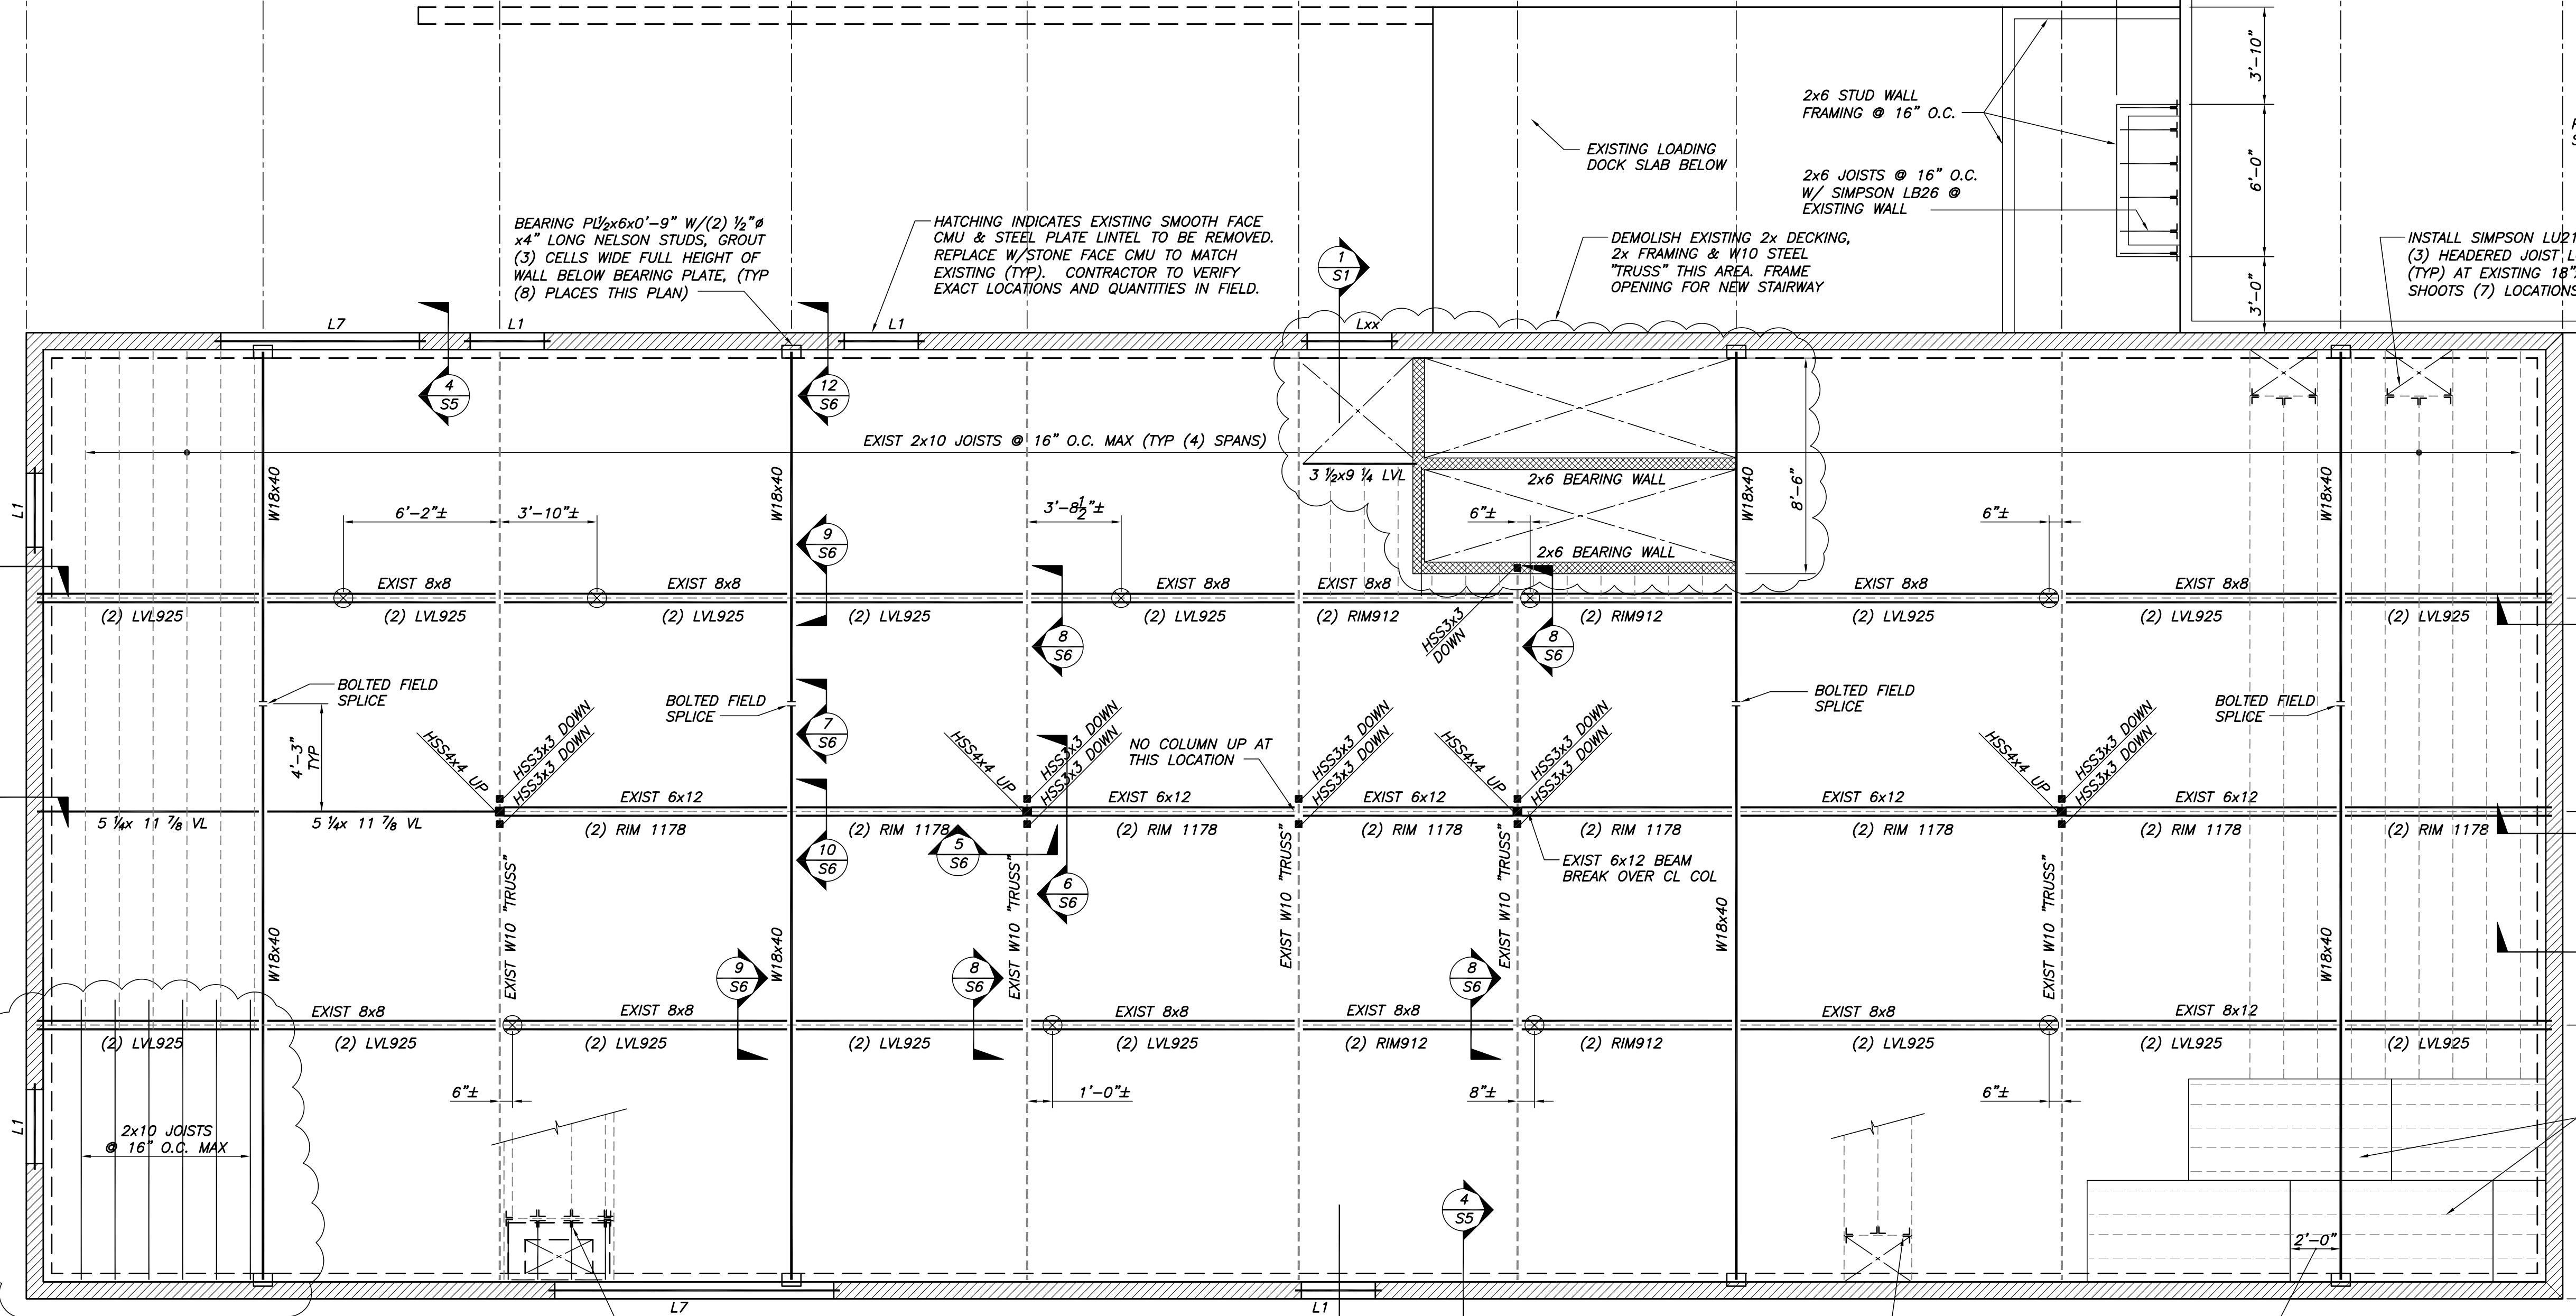 3'-10"
6'-0"
3'-0"
2x6 STUD WALL
FRAMING @ 16" O.C.
EXISTING LOADING
DOCK SLAB BELOW
2x6 JOISTS @ 16" O.C.
W/ SIMPSON LB26 @
EXISTING WALL
BEARING PL½x6x0'-9" W/(2) ½"ø
x4" LONG NELSON STUDS, GROUT
(3) CELLS WIDE FULL HEIGHT OF
WALL BELOW BEARING PLATE, (TYP
(8) PLACES THIS PLAN)
HATCHING INDICATES EXISTING SMOOTH FACE
CMU & STEEL PLATE LINTEL TO BE REMOVED.
REPLACE W/STONE FACE CMU TO MATCH
EXISTING (TYP). CONTRACTOR TO VERIFY
EXACT LOCATIONS AND QUANTITIES IN FIELD.
1
S1
DEMOLISH EXISTING 2x DECKING,
2x FRAMING & W10 STEEL
"TRUSS" THIS AREA. FRAME
OPENING FOR NEW STAIRWAY
INSTALL SIMPSON LU21
(3) HEADERED JOIST L
(TYP) AT EXISTING 18"
SHOOTS (7) LOCATIONS
L7
L1
L1
Lxx
4
S5
12
S6
EXIST 2x10 JOISTS @ 16" O.C. MAX (TYP (4) SPANS)
3 ½x9 ¼ LVL
2x6 BEARING WALL
2x6 BEARING WALL
8'-6"
L1
W18x40
W18x40
W18x40
W18x40
6'-2"±
3'-10"±
3'-8½"±
6"±
6"±
9
S6
EXIST 8x8
EXIST 8x8
EXIST 8x8
EXIST 8x8
EXIST 8x8
EXIST 8x8
(2) LVL925
(2) LVL925
(2) LVL925
(2) LVL925
(2) LVL925
(2) RIM912
(2) RIM912
(2) LVL925
(2) LVL925
(2) LVL925
8
S6
HSS3x3
DOWN
8
S6
BOLTED FIELD
SPLICE
BOLTED FIELD
SPLICE
BOLTED FIELD
SPLICE
BOLTED FIELD
SPLICE
4'-3"
TYP
7
S6
HSS4x4 UP
HSS3x3 DOWN
HSS3x3 DOWN
HSS4x4 UP
HSS3x3 DOWN
HSS3x3 DOWN
NO COLUMN UP AT
THIS LOCATION
HSS3x3 DOWN
HSS3x3 DOWN
HSS4x4 UP
HSS3x3 DOWN
HSS3x3 DOWN
HSS4x4 UP
HSS3x3 DOWN
HSS3x3 DOWN
EXIST 6x12
EXIST 6x12
EXIST 6x12
EXIST 6x12
EXIST 6x12
5 ¼x 11 ⅞ VL
5 ¼x 11 ⅞ VL
(2) RIM 1178
(2) RIM 1178
(2) RIM 1178
(2) RIM 1178
(2) RIM 1178
(2) RIM 1178
(2) RIM 1178
(2) RIM 1178
10
S6
5
S6
6
S6
EXIST 6x12 BEAM
BREAK OVER CL COL
EXIST W10 "TRUSS"
EXIST W10 "TRUSS"
EXIST W10 "TRUSS"
EXIST W10 "TRUSS"
EXIST W10 "TRUSS"
W18x40
W18x40
W18x40
W18x40
9
S6
8
S6
8
S6
EXIST 8x8
EXIST 8x8
EXIST 8x8
EXIST 8x8
EXIST 8x8
EXIST 8x12
(2) LVL925
(2) LVL925
(2) LVL925
(2) LVL925
(2) LVL925
(2) RIM912
(2) RIM912
(2) LVL925
(2) LVL925
(2) LVL925
6"±
1'-0"±
8"±
6"±
L1
2x10 JOISTS
@ 16" O.C. MAX
4
S5
2'-0"
L7
L1